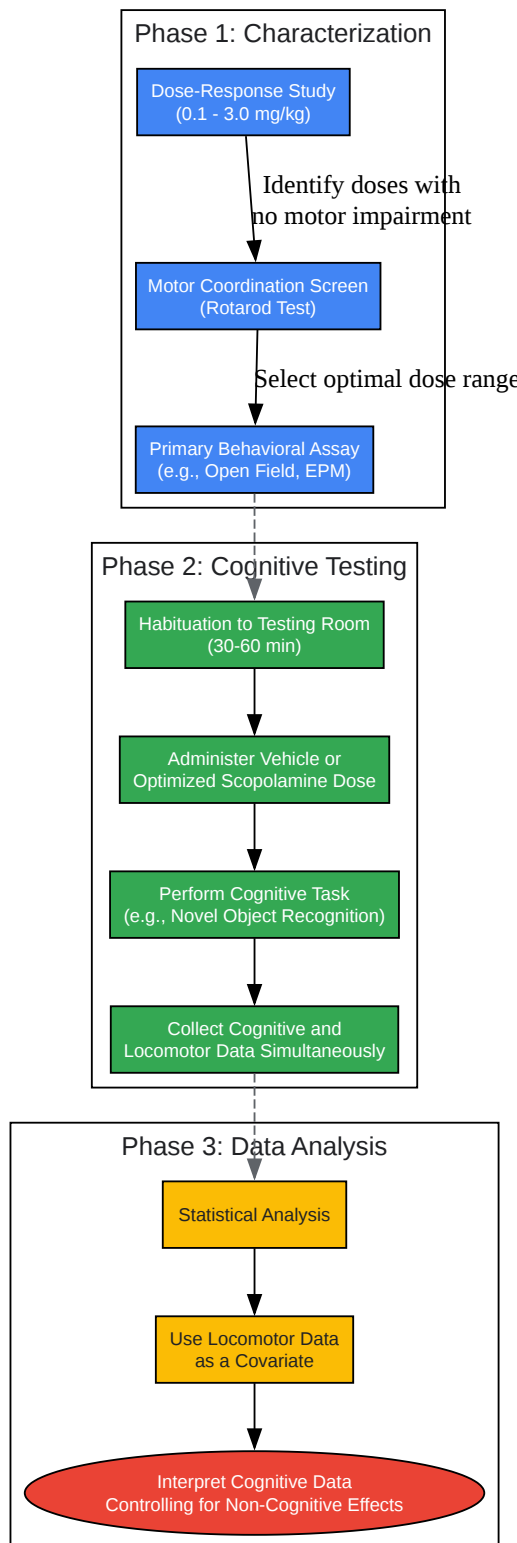 Phase 1: Characterization
Dose-Response Study
(0.1 - 3.0 mg/kg)
Identify doses with
no motor impairment
Motor Coordination Screen
(Rotarod Test)
Select optimal dose range
Primary Behavioral Assay
(e.g., Open Field, EPM)
Phase 2: Cognitive Testing
Habituation to Testing Room
(30-60 min)
Administer Vehicle or
Optimized Scopolamine Dose
Perform Cognitive Task
(e.g., Novel Object Recognition)
Collect Cognitive and
Locomotor Data Simultaneously
Phase 3: Data Analysis
Statistical Analysis
Use Locomotor Data
as a Covariate
Interpret Cognitive Data
Controlling for Non-Cognitive Effects